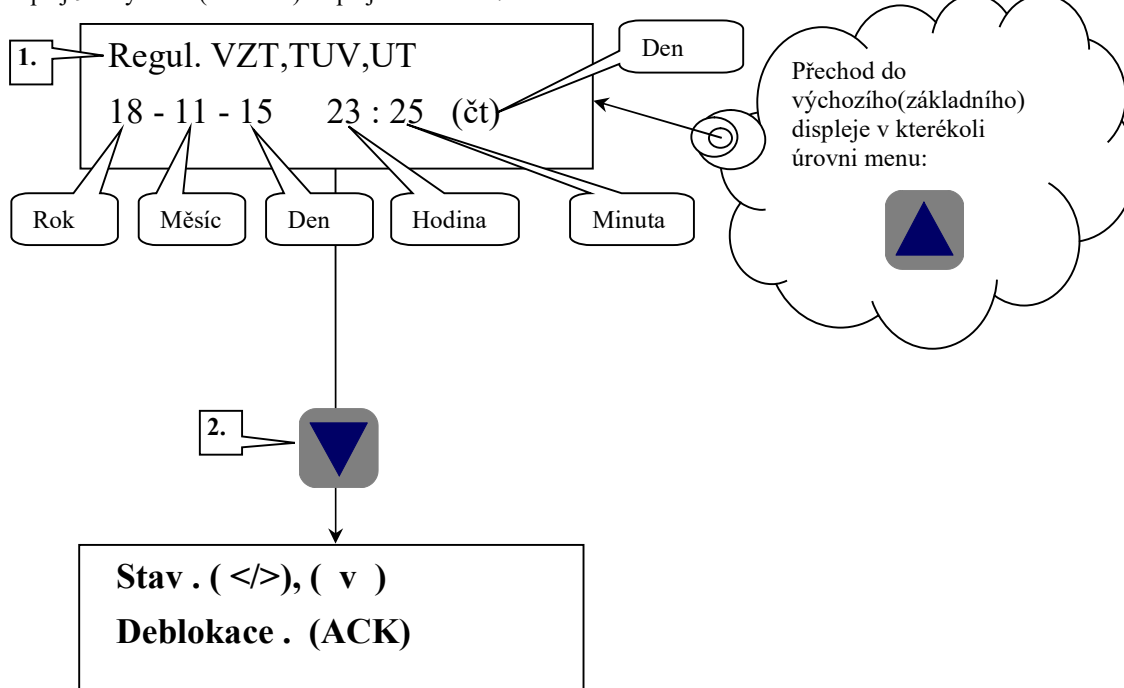 1.
Regul. VZT,TUV,UT
18 - 11 - 15 23 : 25 (čt)
Den
Rok
Měsíc
Den
Hodina
Minuta
Přechod do
výchozího(základního)
displeje v kterékoli
úrovni menu:
2.
Stav . ( </>), ( v )
Deblokace . (ACK)